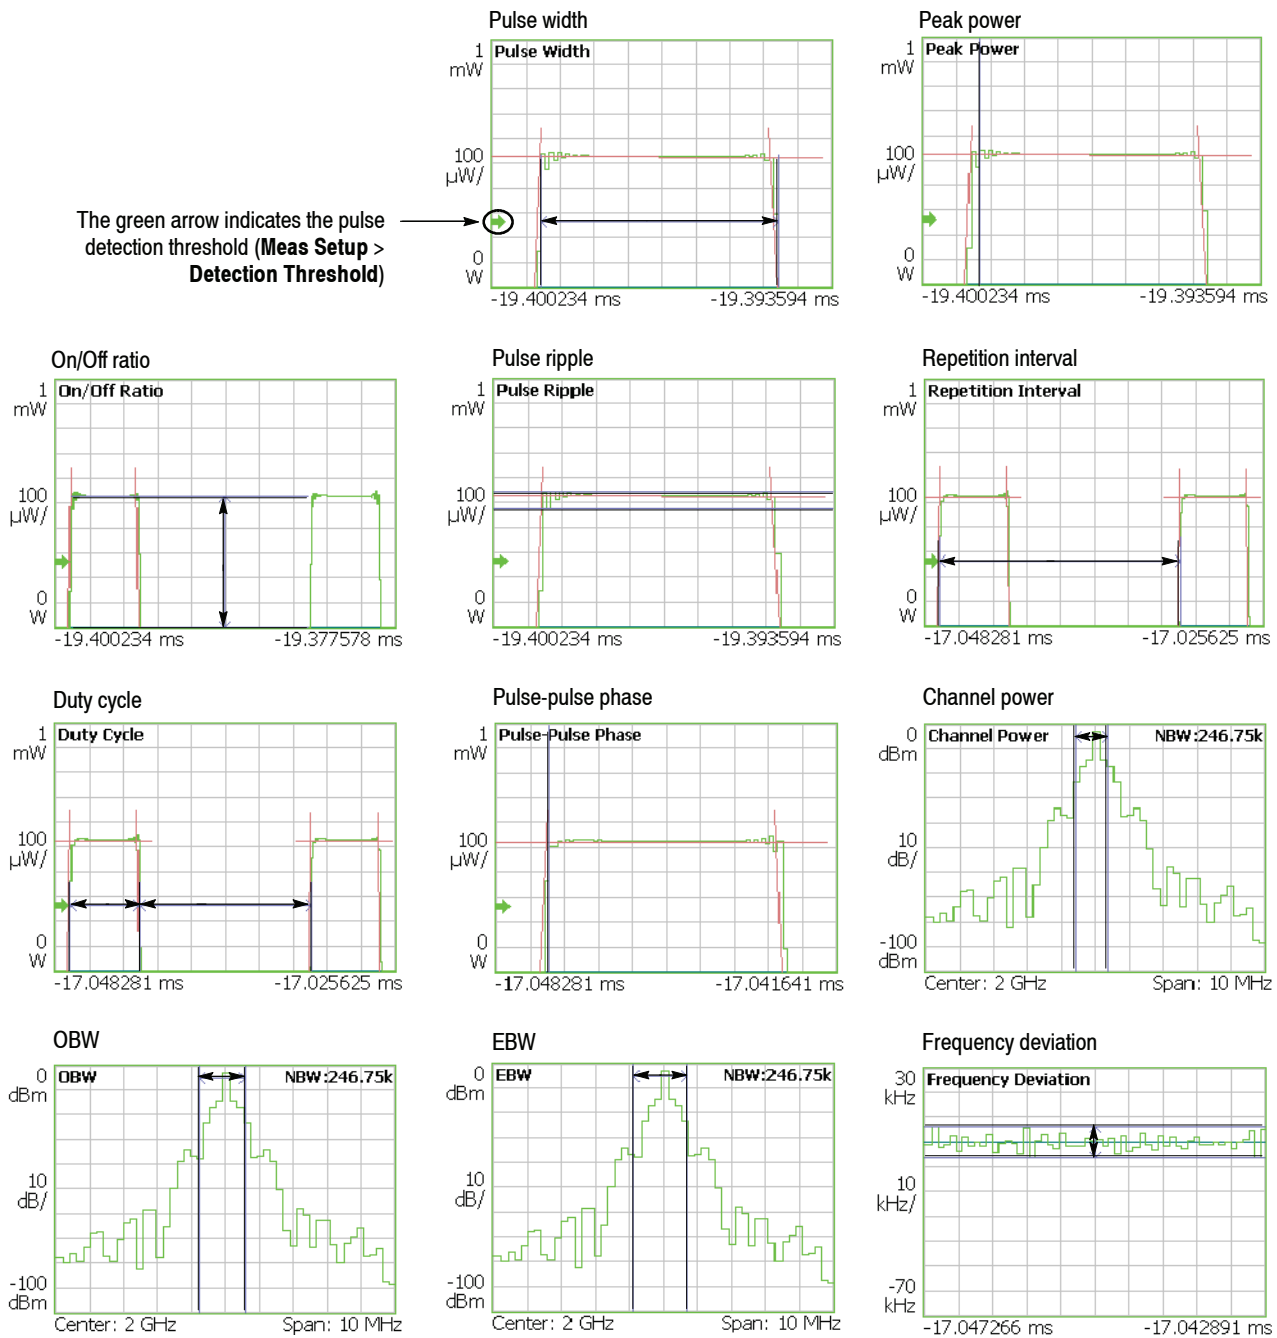 Pulse width
Pulse Width
1
mW
100
µW/
0
W
-19.400234 ms
-19.393594 ms
Peak power
Peak Power
1
mW
100
µW/
0
W
-19.400234 ms
-19.393594 ms
The green arrow indicates the pulse
detection threshold (Meas Setup >
Detection Threshold)
On/Off ratio
On/Off Ratio
1
mW
100
µW/
0
W
-19.400234 ms
-19.377578 ms
Pulse ripple
Pulse Ripple
1
mW
100
µW/
0
W
-19.400234 ms
-19.393594 ms
Repetition interval
Repetition Interval
1
mW
100
µW/
0
W
-17.048281 ms
-17.025625 ms
Duty cycle
Duty Cycle
1
mW
100
µW/
0
W
-17.048281 ms
-17.025625 ms
Pulse-pulse phase
Pulse-Pulse Phase
1
mW
100
µW/
0
W
-17.048281 ms
-17.041641 ms
Channel power
Channel Power NBW:246.75k
0
dBm
10
dB/
-100
dBm
Center: 2 GHz
Span: 10 MHz
OBW
OBW NBW:246.75k
0
dBm
10
dB/
-100
dBm
Center: 2 GHz
Span: 10 MHz
EBW
EBW NBW:246.75k
0
dBm
10
dB/
-100
dBm
Center: 2 GHz
Span: 10 MHz
Frequency deviation
Frequency Deviation
30
kHz
10
kHz/
-70
kHz
-17.047266 ms
-17.042891 ms